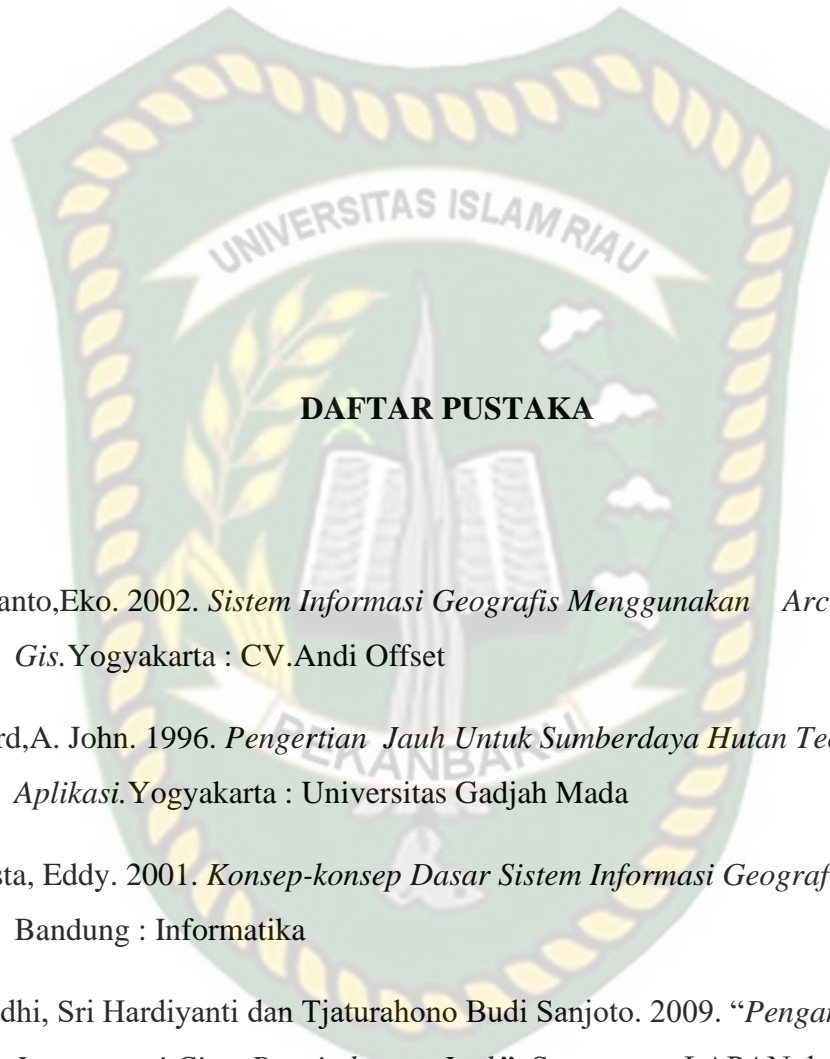 UNIVERSITAS ISLAM RIAU
DAFTAR PUSTAKA
anto,Eko. 2002. Sistem Informasi Geografis Menggunakan Arc
Gis.Yogyakarta : CV.Andi Offset
rd,A. John. 1996. Pengertian Jauh Untuk Sumberdaya Hutan
PEKANBARU
Aplikasi.Yogyakarta : Universitas Gadjah Mada
sta, Eddy. 2001. Konsep-konsep Dasar Sistem Informasi Geograf
Bandung : Informatika
dhi, Sri Hardiyanti dan Tjaturahono Budi Sanjoto. 2009. “Pengan